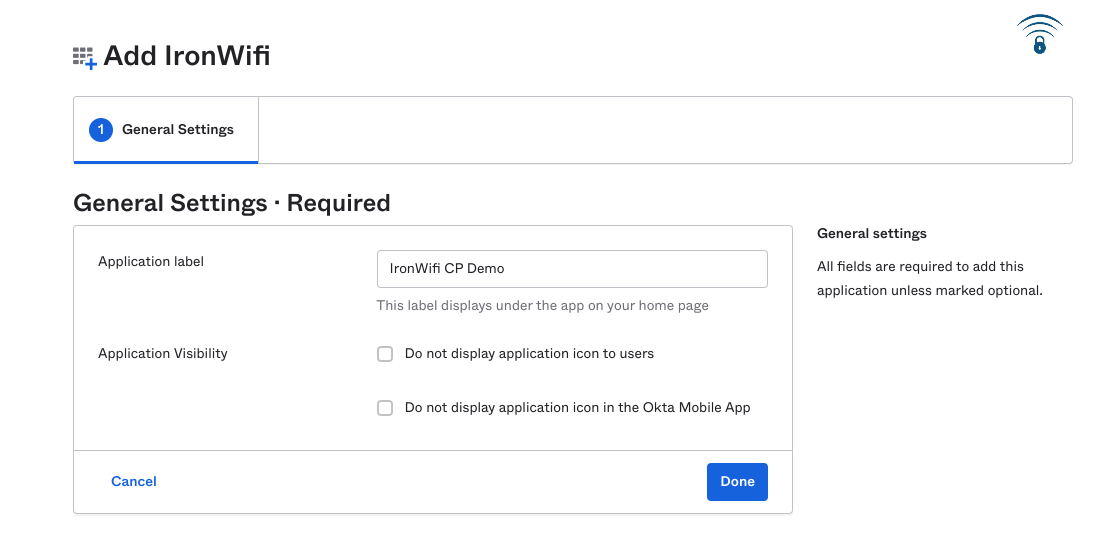 Add IronWifi
1 General Settings
General Settings · Required
Application label
IronWifi CP Demo
This label displays under the app on your home page
Application Visibility
Do not display application icon to users
Do not display application icon in the Okta Mobile App
Cancel
Done
General settings
All fields are required to add this
application unless marked optional.